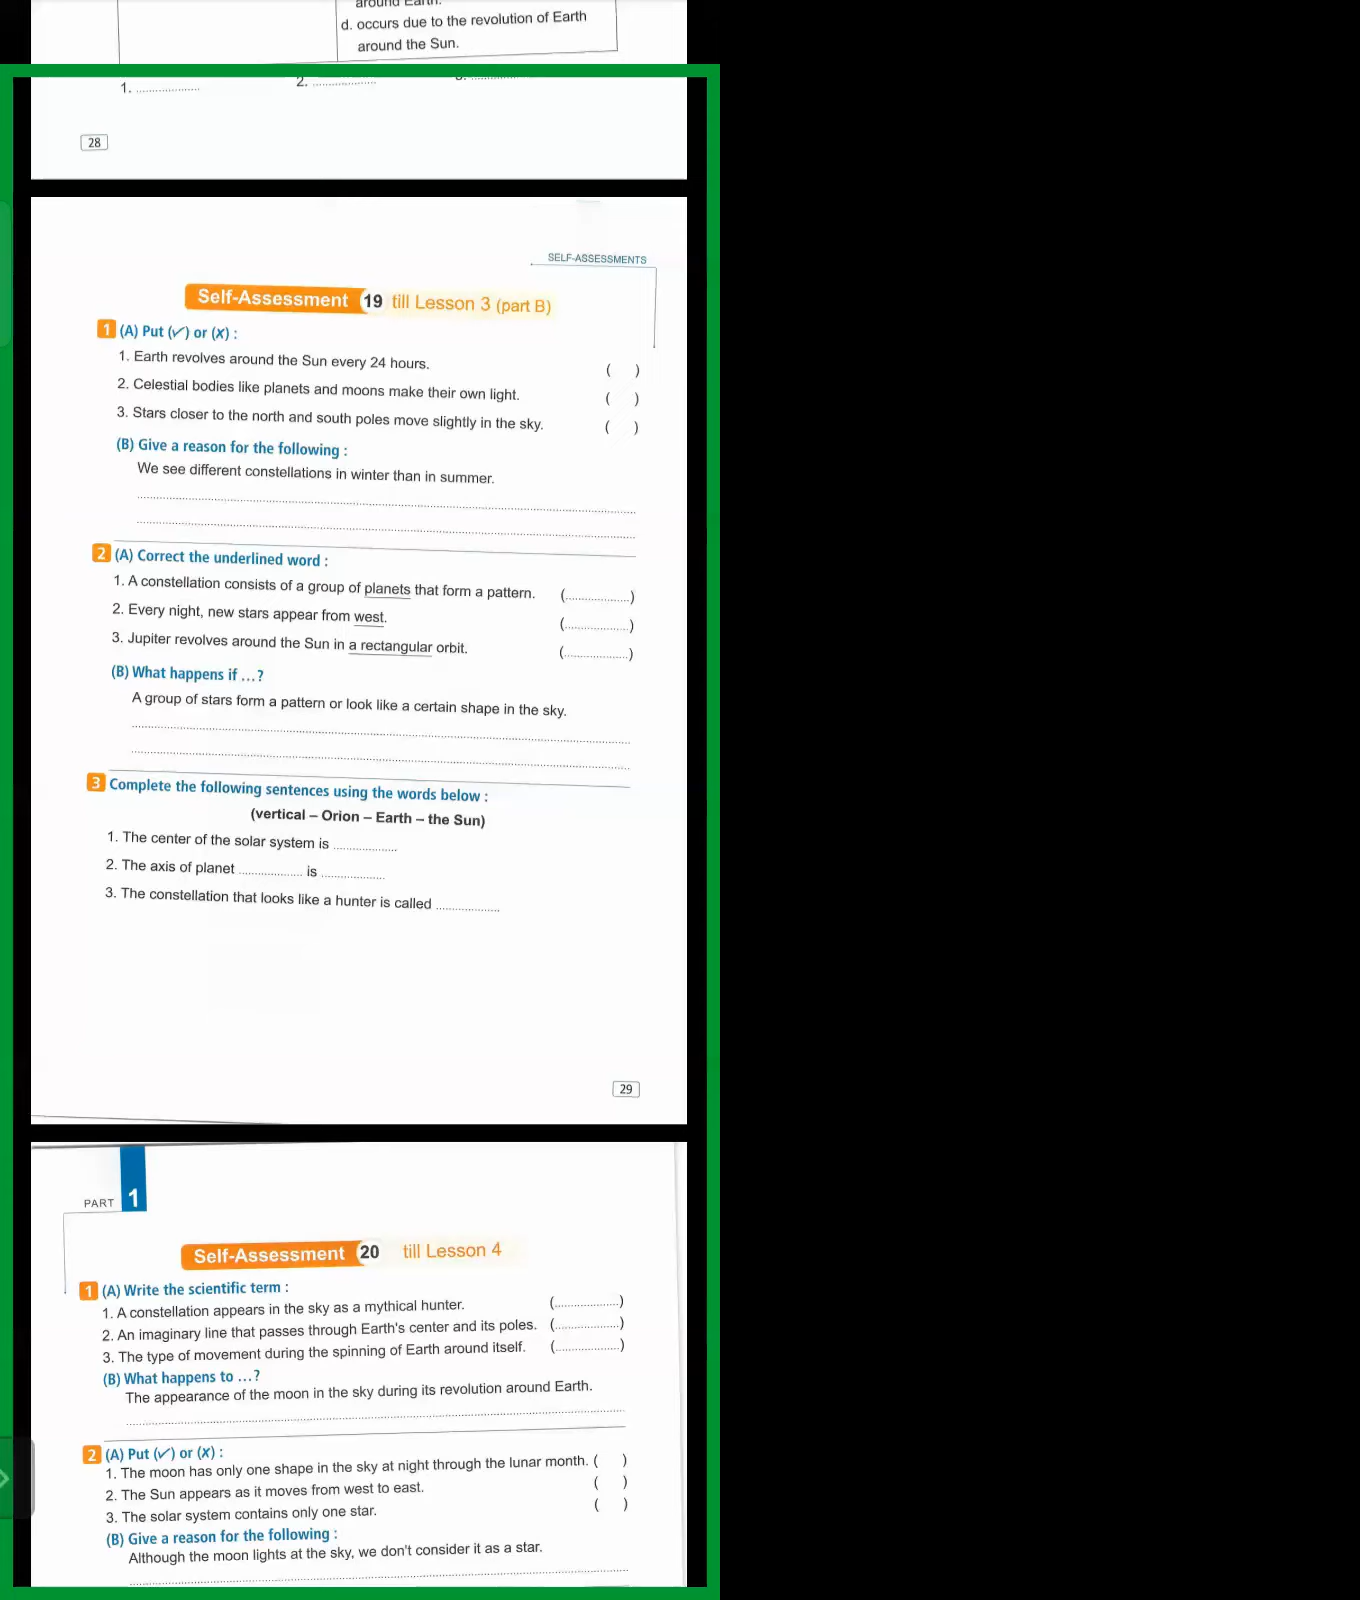 around Earth.
d. occurs due to the revolution of Earth
around the Sun.
1. ................... 2. ................... 3. ...................
28
SELF-ASSESSMENTS
Self-Assessment 19 till Lesson 3 (part B)
1 (A) Put (✓) or (✗) :
1. Earth revolves around the Sun every 24 hours. ( )
2. Celestial bodies like planets and moons make their own light. ( )
3. Stars closer to the north and south poles move slightly in the sky. ( )
(B) Give a reason for the following :
We see different constellations in winter than in summer.
2 (A) Correct the underlined word :
1. A constellation consists of a group of planets that form a pattern. (...................)
2. Every night, new stars appear from west. (...................)
3. Jupiter revolves around the Sun in a rectangular orbit. (...................)
(B) What happens if ...?
A group of stars form a pattern or look like a certain shape in the sky.
3 Complete the following sentences using the words below :
(vertical – Orion – Earth – the Sun)
1. The center of the solar system is ...................
2. The axis of planet ................... is ...................
3. The constellation that looks like a hunter is called ...................
29
PART 1
Self-Assessment 20 till Lesson 4
1 (A) Write the scientific term :
1. A constellation appears in the sky as a mythical hunter. (...................)
2. An imaginary line that passes through Earth's center and its poles. (...................)
3. The type of movement during the spinning of Earth around itself. (...................)
(B) What happens to ...?
The appearance of the moon in the sky during its revolution around Earth.
2 (A) Put (✓) or (✗) :
1. The moon has only one shape in the sky at night through the lunar month. ( )
2. The Sun appears as it moves from west to east. ( )
3. The solar system contains only one star. ( )
(B) Give a reason for the following :
Although the moon lights at the sky, we don't consider it as a star.